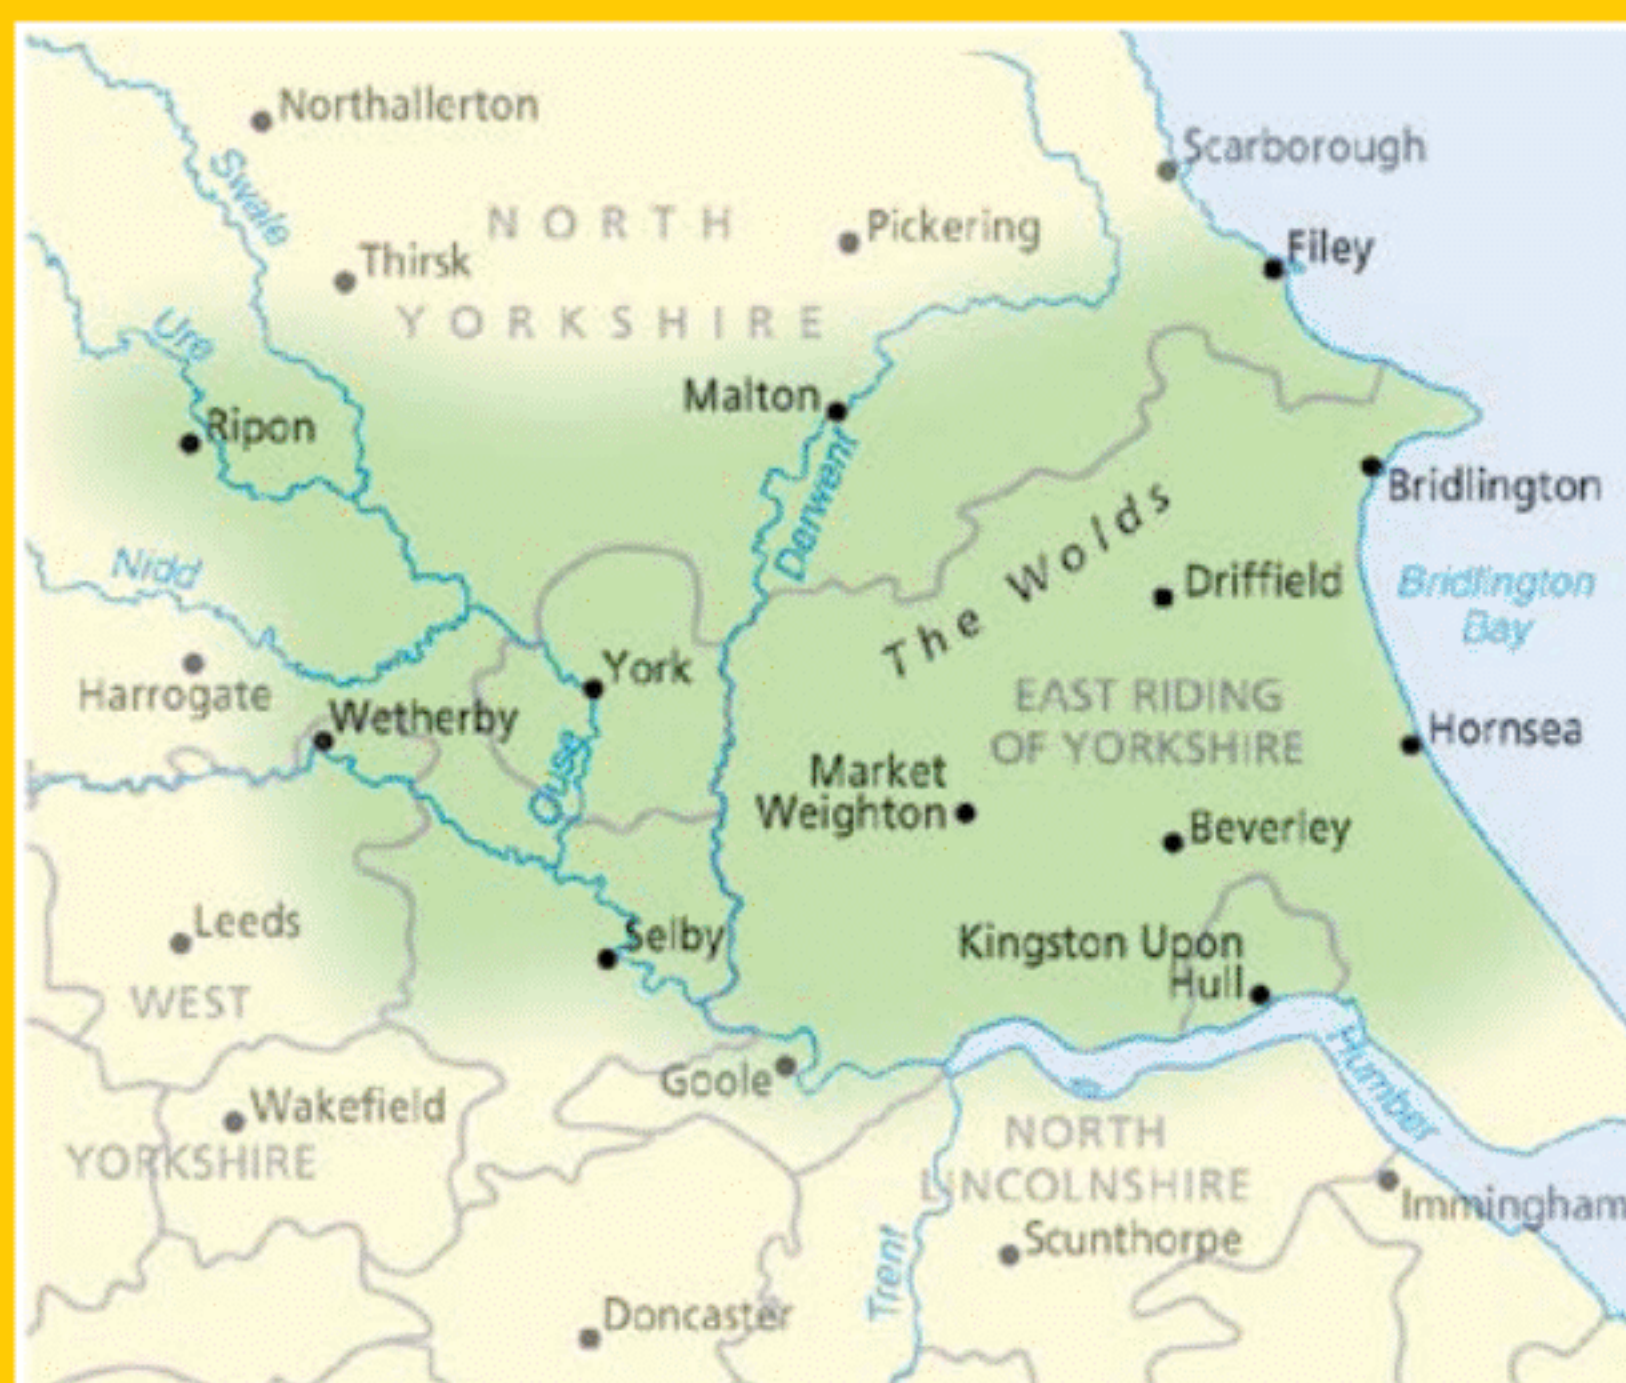 Northallerton
Scarborough
Swale
NORTH
Pickering
Filey
Thirsk
YORKSHIRE
Ure
Malton
Ripon
Derwent
Bridlington
The Wolds
Nidd
Driffield
Bridlington
Bay
York
Harrogate
Wetherby
EAST RIDING
OF YORKSHIRE
Hornsea
Ouse
Market
Weighton
Beverley
Leeds
Selby
Kingston Upon
Hull
WEST
Goole
Humber
Wakefield
YORKSHIRE
NORTH
LINCOLNSHIRE
Immingham
Scunthorpe
Trent
Doncaster